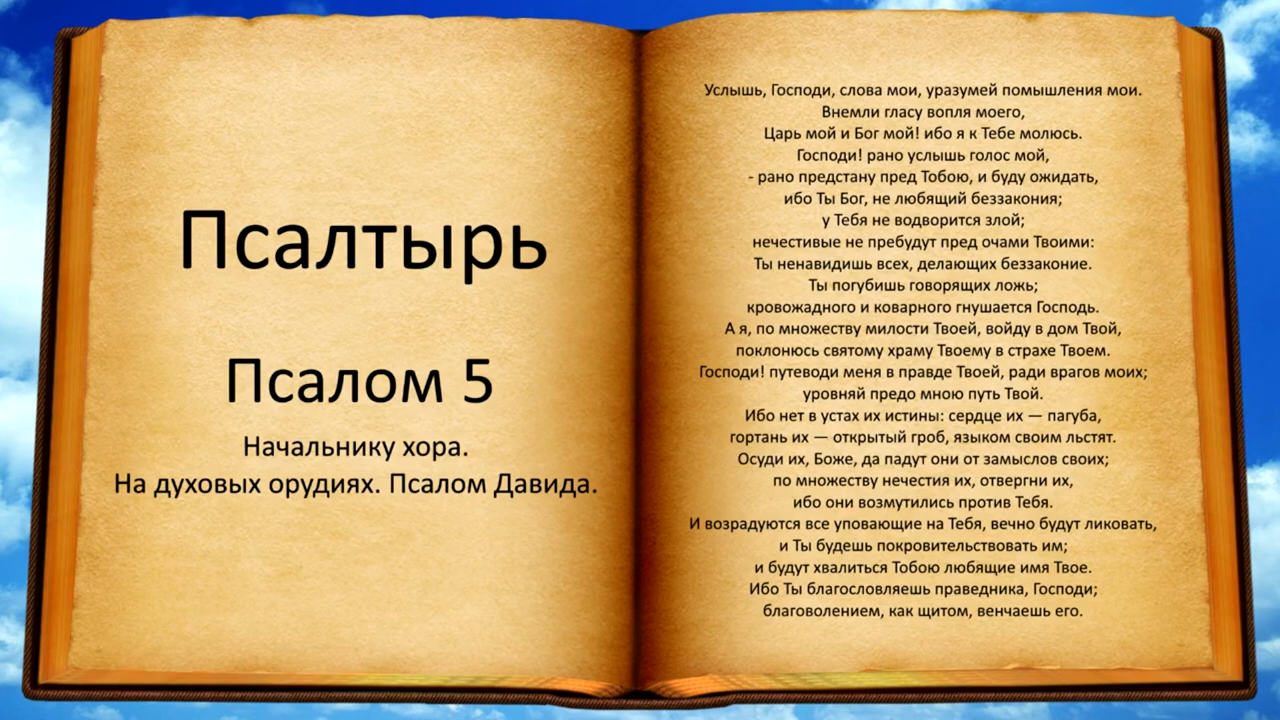 Псалтырь
Псалом 5
Начальнику хора.
На духовых орудиях. Псалом Давида.
Услышь, Господи, слова мои, уразумей помышления мои.
Внемли гласу вопля моего,
Царь мой и Бог мой! ибо я к Тебе молюсь.
Господи! рано услышь голос мой,
- рано предстану пред Тобою, и буду ожидать,
ибо Ты Бог, не любящий беззакония;
у Тебя не водворится злой;
нечестивые не пребудут пред очами Твоими:
Ты ненавидишь всех, делающих беззаконие.
Ты погубишь говорящих ложь;
кровожадного и коварного гнушается Господь.
А я, по множеству милости Твоей, войду в дом Твой,
поклонюсь святому храму Твоему в страхе Твоем.
Господи! путеводи меня в правде Твоей, ради врагов моих;
уровняй предо мною путь Твой.
Ибо нет в устах их истины: сердце их — пагуба,
гортань их — открытый гроб, языком своим льстят.
Осуди их, Боже, да падут они от замыслов своих;
по множеству нечестия их, отвергни их,
ибо они возмутились против Тебя.
И возрадуются все уповающие на Тебя, вечно будут ликовать,
и Ты будешь покровительствовать им;
и будут хвалиться Тобою любящие имя Твое.
Ибо Ты благословляешь праведника, Господи;
благоволением, как щитом, венчаешь его.